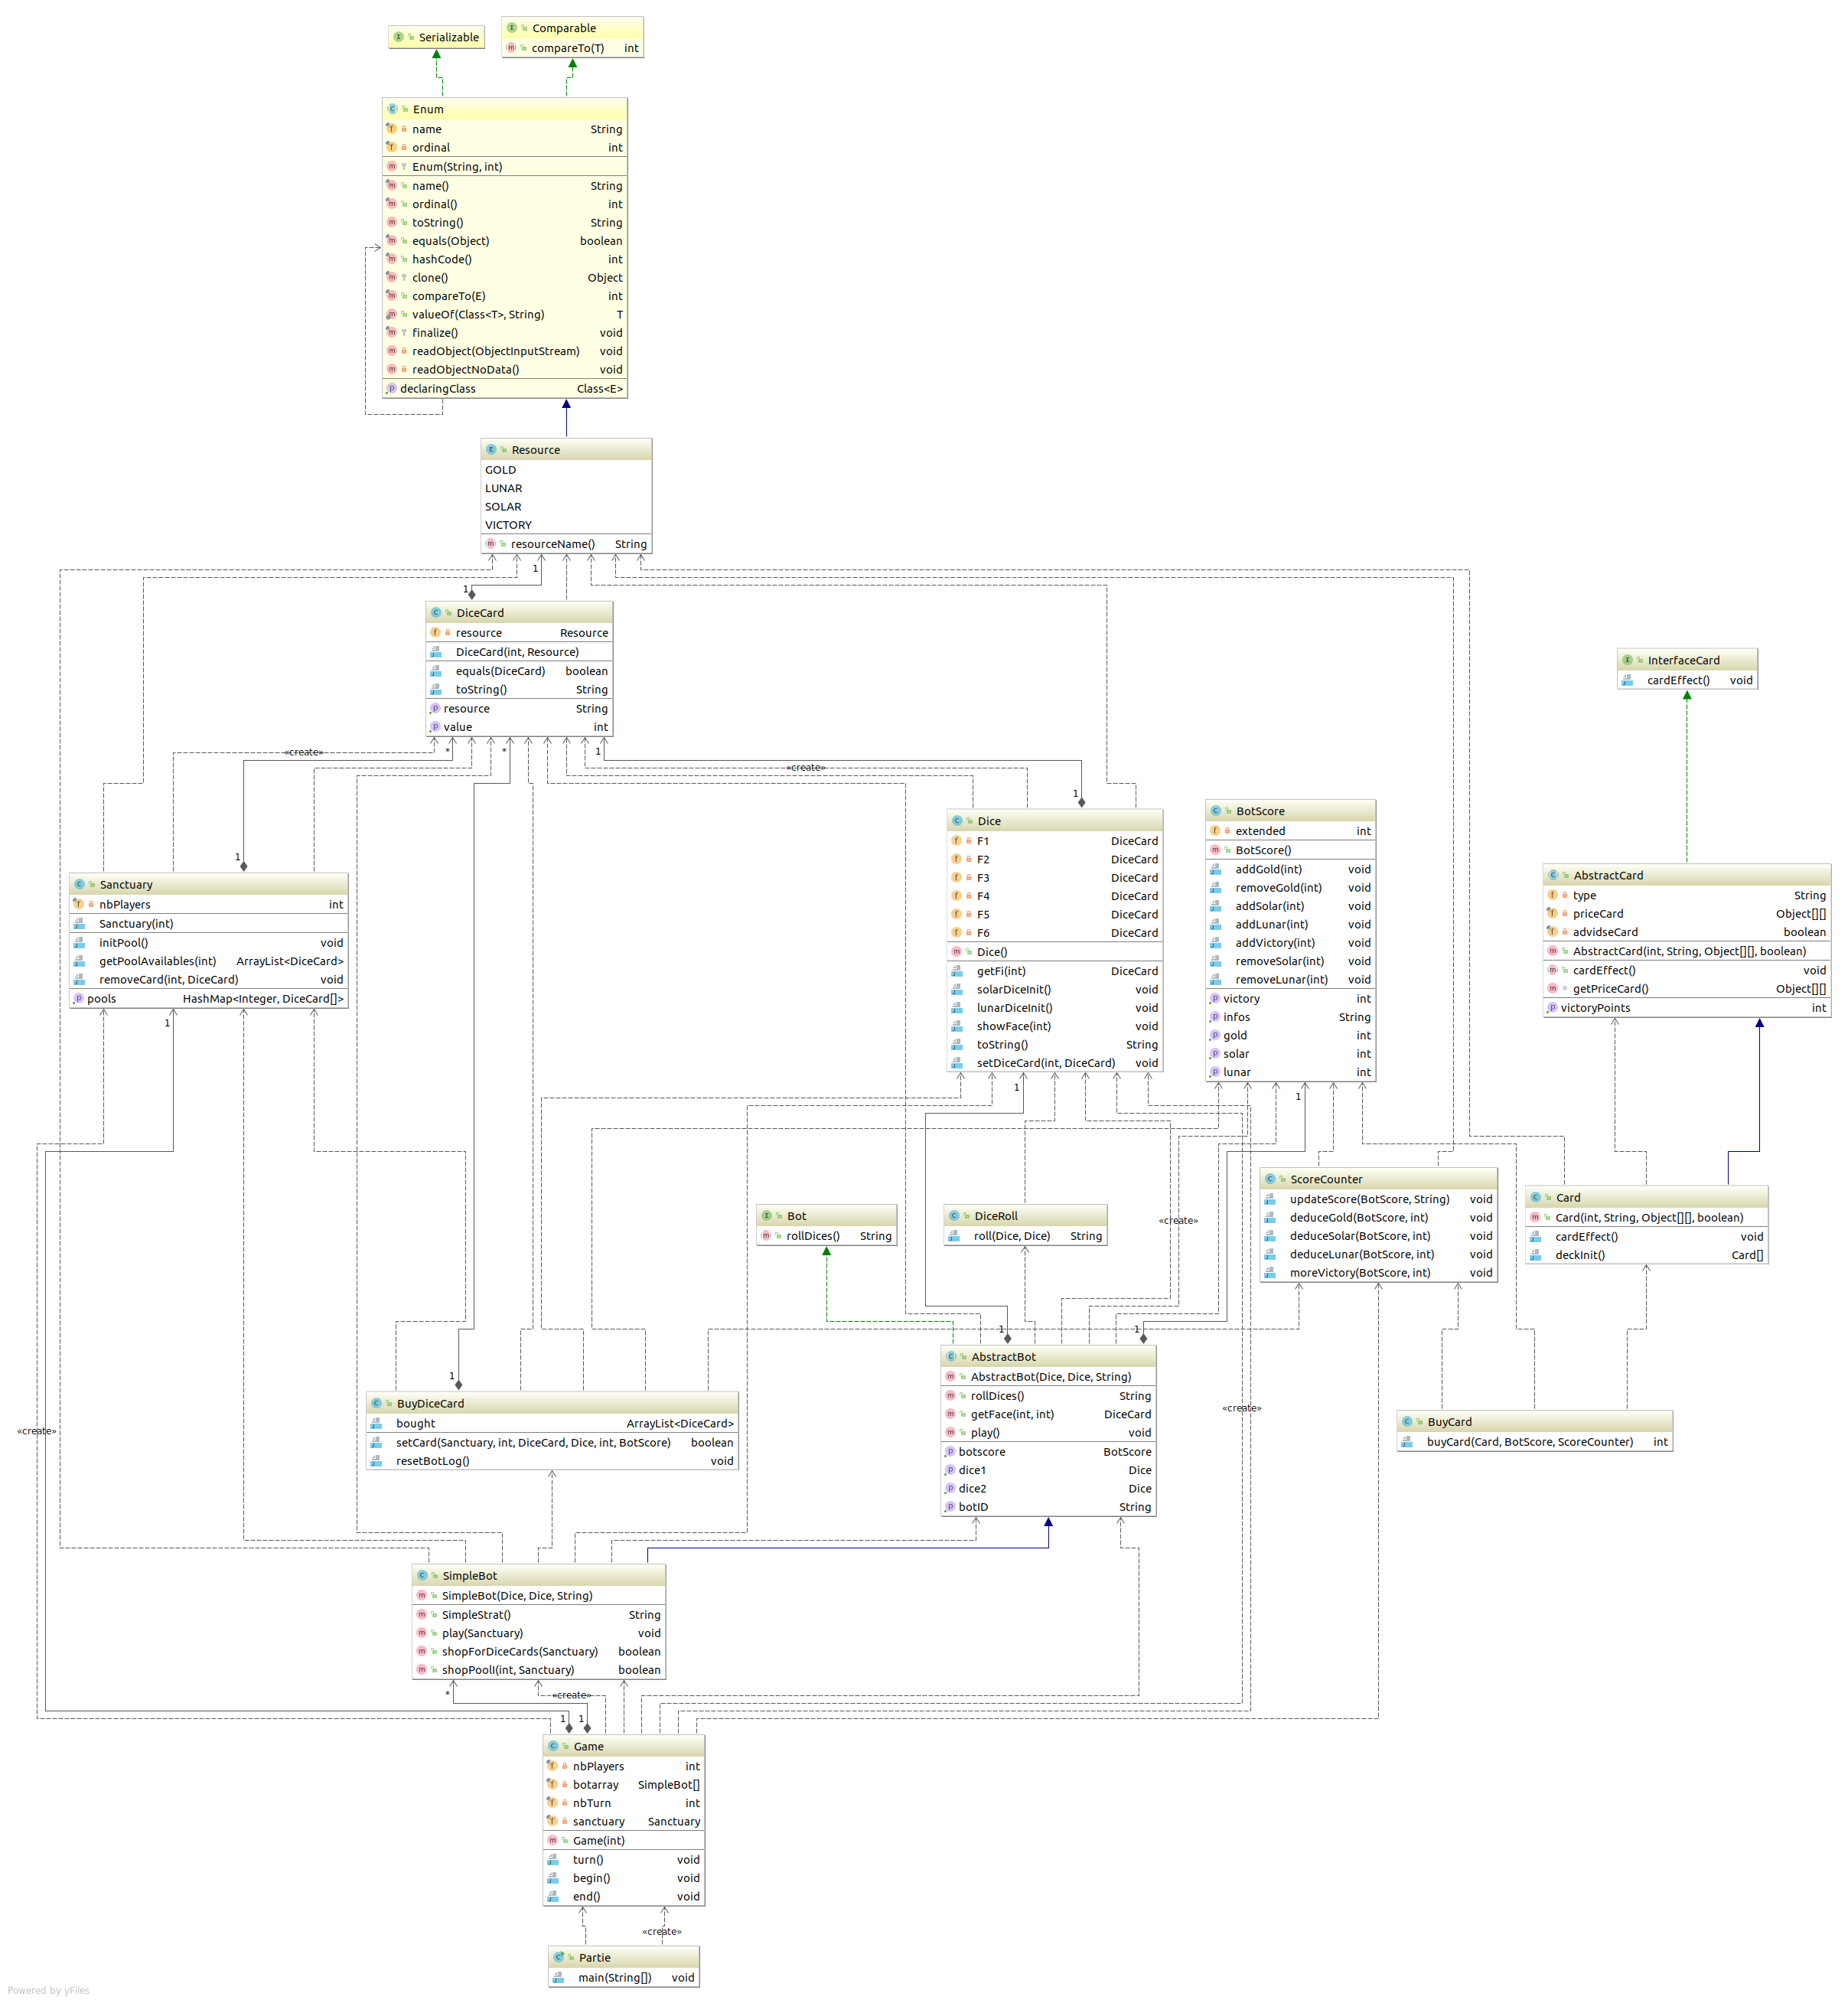 Serializable
Comparable
compareTo(T) int
Enum
name String
ordinal int
Enum(String, int)
name() String
ordinal() int
toString() String
equals(Object) boolean
hashCode() int
clone() Object
compareTo(E) int
valueOf(Class<T>, String) T
finalize() void
readObject(ObjectInputStream) void
readObjectNoData() void
declaringClass Class<E>
Resource
GOLD
LUNAR
SOLAR
VICTORY
resourceName() String
1
1
DiceCard
resource Resource
DiceCard(int, Resource)
equals(DiceCard) boolean
toString() String
resource String
value int
InterfaceCard
cardEffect() void
«create»
*
*
1
«create»
1
1
Sanctuary
nbPlayers int
Sanctuary(int)
initPool() void
getPoolAvailables(int) ArrayList<DiceCard>
removeCard(int, DiceCard) void
pools HashMap<Integer, DiceCard[]>
1
Dice
F1 DiceCard
F2 DiceCard
F3 DiceCard
F4 DiceCard
F5 DiceCard
F6 DiceCard
Dice()
getFi(int) DiceCard
solarDiceInit() void
lunarDiceInit() void
showFace(int) void
toString() String
setDiceCard(int, DiceCard) void
1
BotScore
extended int
BotScore()
addGold(int) void
removeGold(int) void
addSolar(int) void
addLunar(int) void
addVictory(int) void
removeSolar(int) void
removeLunar(int) void
victory int
infos String
gold int
solar int
lunar int
1
AbstractCard
type String
priceCard Object[][]
advidseCard boolean
AbstractCard(int, String, Object[][], boolean)
cardEffect() void
getPriceCard() Object[][]
victoryPoints int
ScoreCounter
updateScore(BotScore, String) void
deduceGold(BotScore, int) void
deduceSolar(BotScore, int) void
deduceLunar(BotScore, int) void
moreVictory(BotScore, int) void
Card
Card(int, String, Object[][], boolean)
cardEffect() void
deckInit() Card[]
Bot
rollDices() String
DiceRoll
roll(Dice, Dice) String
«create»
1
1
AbstractBot
AbstractBot(Dice, Dice, String)
rollDices() String
getFace(int, int) DiceCard
play() void
botscore BotScore
dice1 Dice
dice2 Dice
botID String
«create»
1
BuyDiceCard
bought ArrayList<DiceCard>
setCard(Sanctuary, int, DiceCard, Dice, int, BotScore) boolean
resetBotLog() void
BuyCard
buyCard(Card, BotScore, ScoreCounter) int
«create»
SimpleBot
SimpleBot(Dice, Dice, String)
SimpleStrat() String
play(Sanctuary) void
shopForDiceCards(Sanctuary) boolean
shopPoolI(int, Sanctuary) boolean
*
«create»
1
1
Game
nbPlayers int
botarray SimpleBot[]
nbTurn int
sanctuary Sanctuary
Game(int)
turn() void
begin() void
end() void
«create»
Partie
main(String[]) void
Powered by yFiles